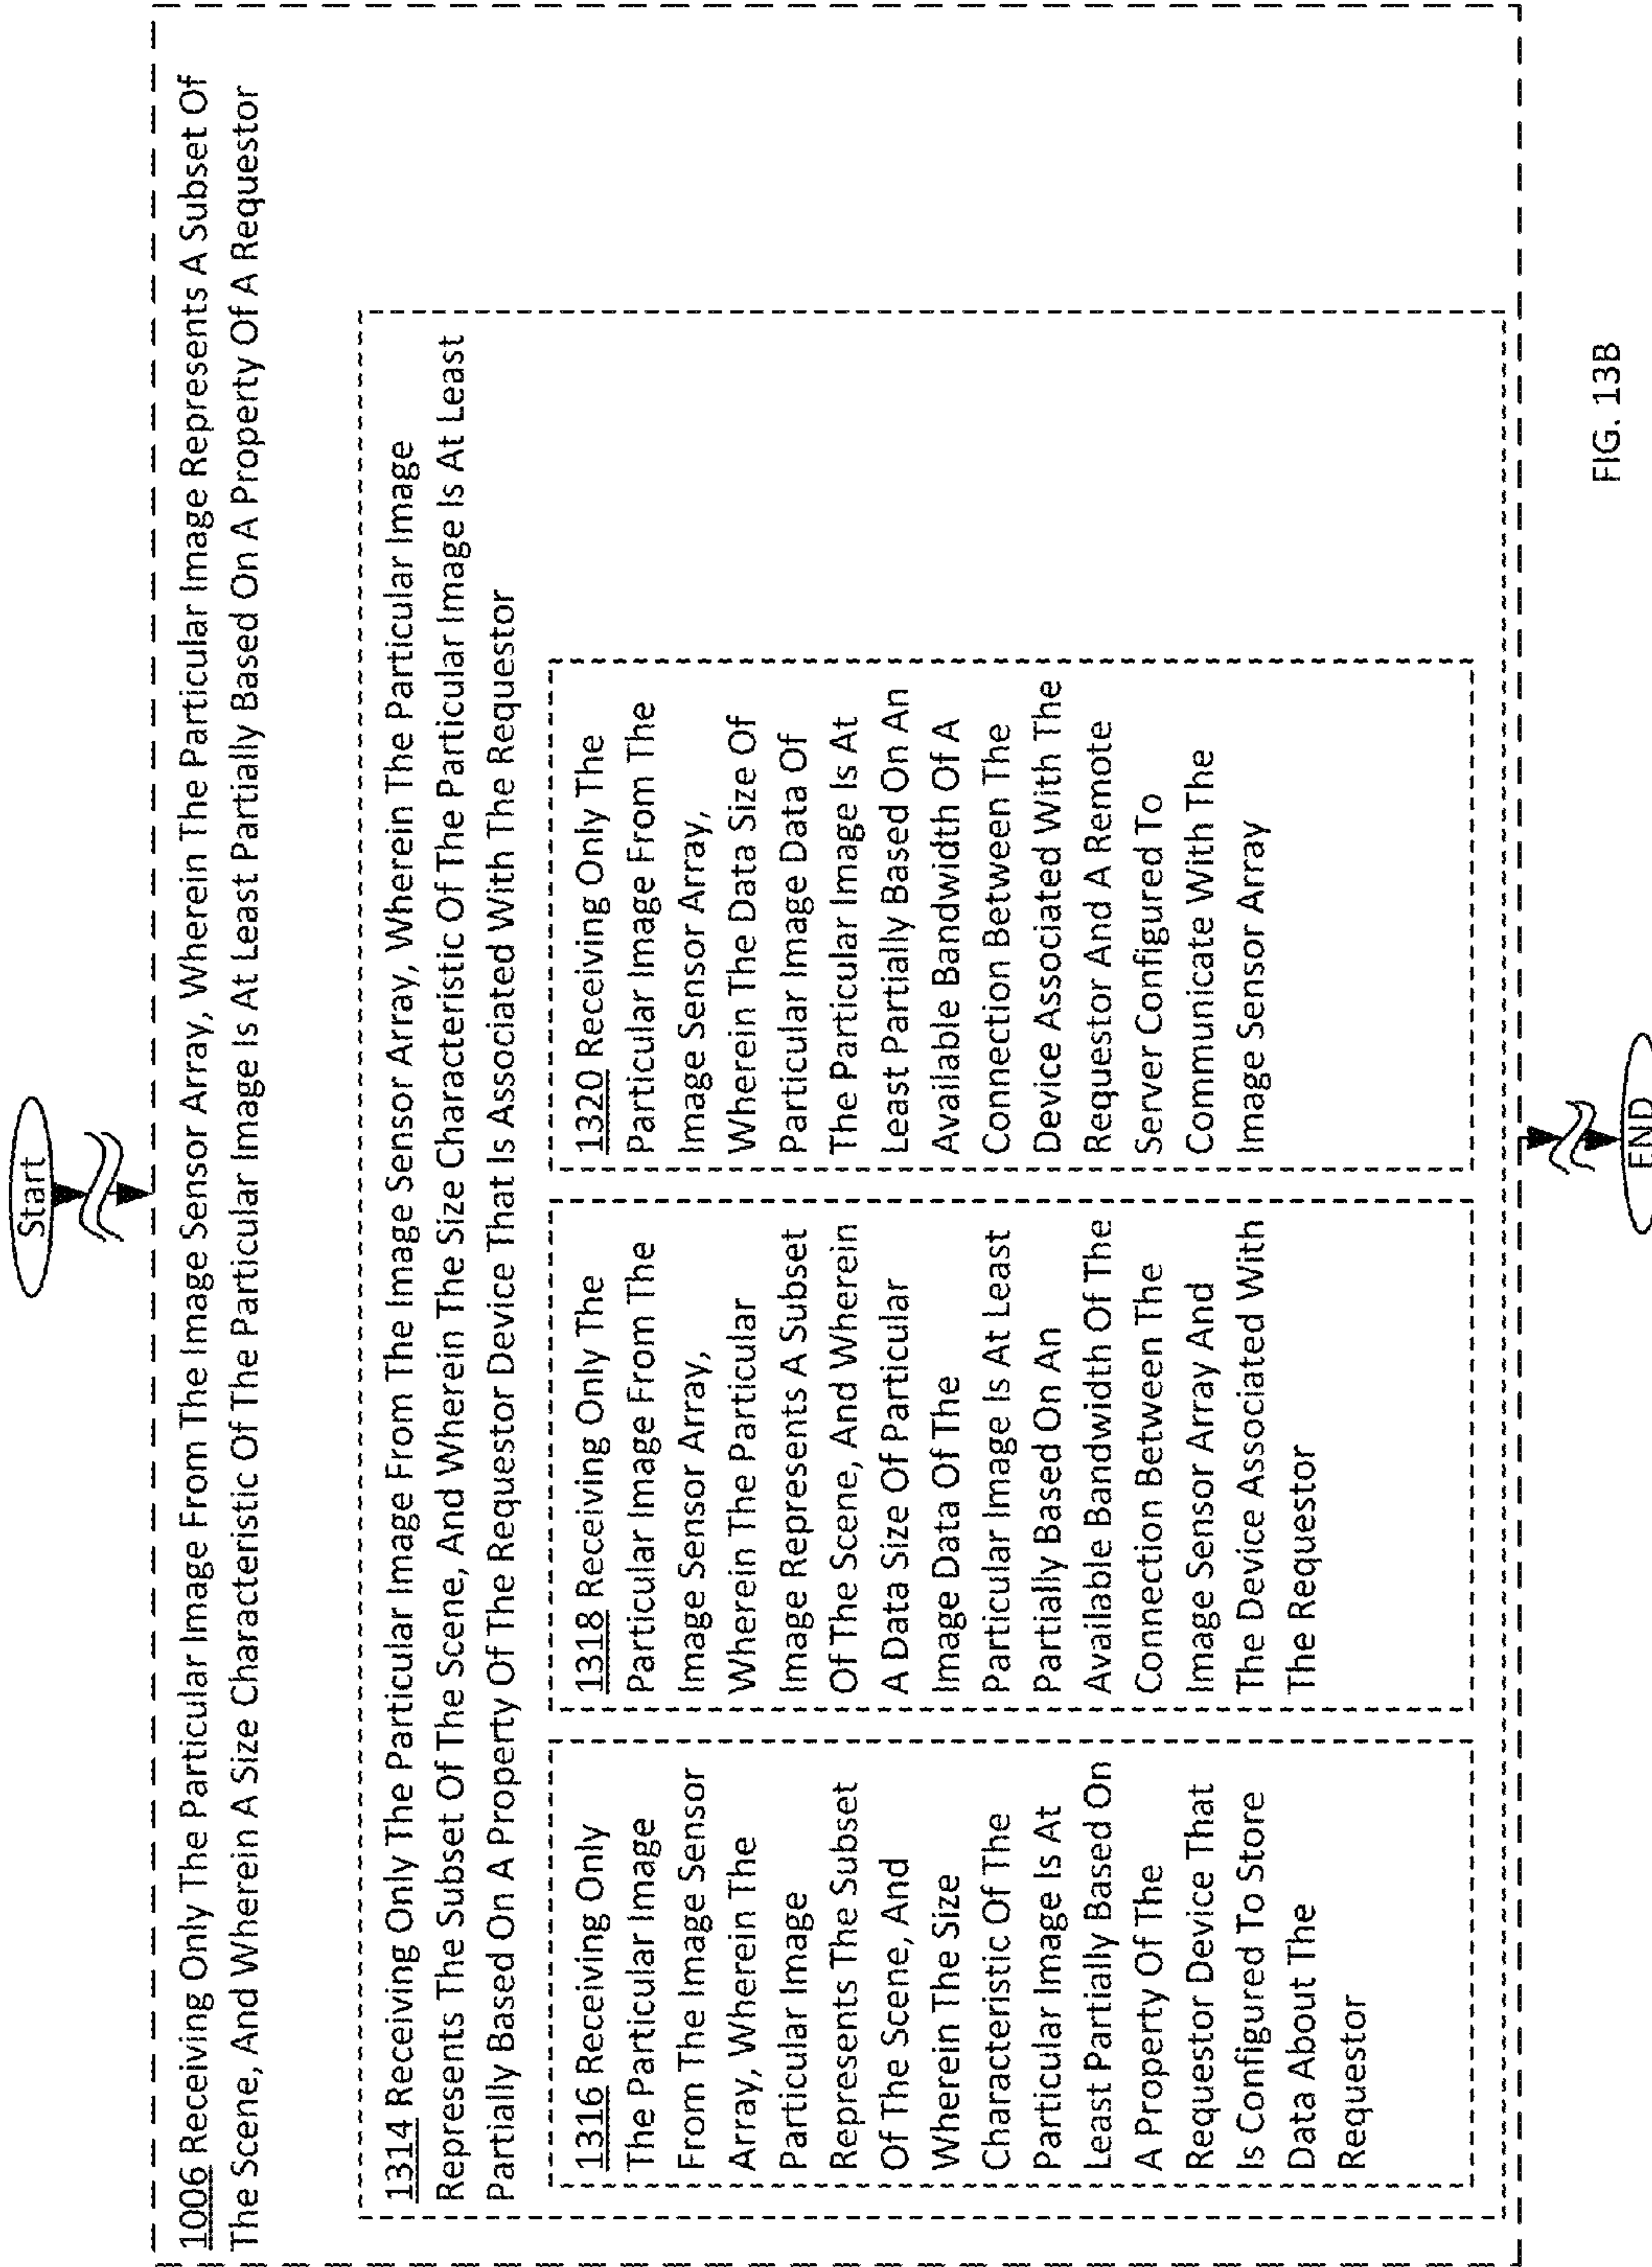 Start
1006 Receiving Only The Particular Image From The Image Sensor Array, Wherein The Particular Image Represents A Subset Of
The Scene, And Wherein A Size Characteristic Of The Particular Image Is At Least Partially Based On A Property Of A Requestor
1314 Receiving Only The Particular Image From The Image Sensor Array, Wherein The Particular Image
Represents The Subset Of The Scene, And Wherein The Size Characteristic Of The Particular Image Is At Least
Partially Based On A Property Of The Requestor Device That Is Associated With The Requestor
1316 Receiving Only
The Particular Image
From The Image Sensor
Array, Wherein The
Particular Image
Represents The Subset
Of The Scene, And
Wherein The Size
Characteristic Of The
Particular Image Is At
Least Partially Based On
A Property Of The
Requestor Device That
Is Configured To Store
Data About The
Requestor
1318 Receiving Only The
Particular Image From The
Image Sensor Array,
Wherein The Particular
Image Represents A Subset
Of The Scene, And Wherein
A Data Size Of Particular
Image Data Of The
Particular Image Is At Least
Partially Based On An
Available Bandwidth Of The
Connection Between The
Image Sensor Array And
The Device Associated With
The Requestor
1320 Receiving Only The
Particular Image From The
Image Sensor Array,
Wherein The Data Size Of
Particular Image Data Of
The Particular Image Is At
Least Partially Based On An
Available Bandwidth Of A
Connection Between The
Device Associated With The
Requestor And A Remote
Server Configured To
Communicate With The
Image Sensor Array
END
FIG. 13B